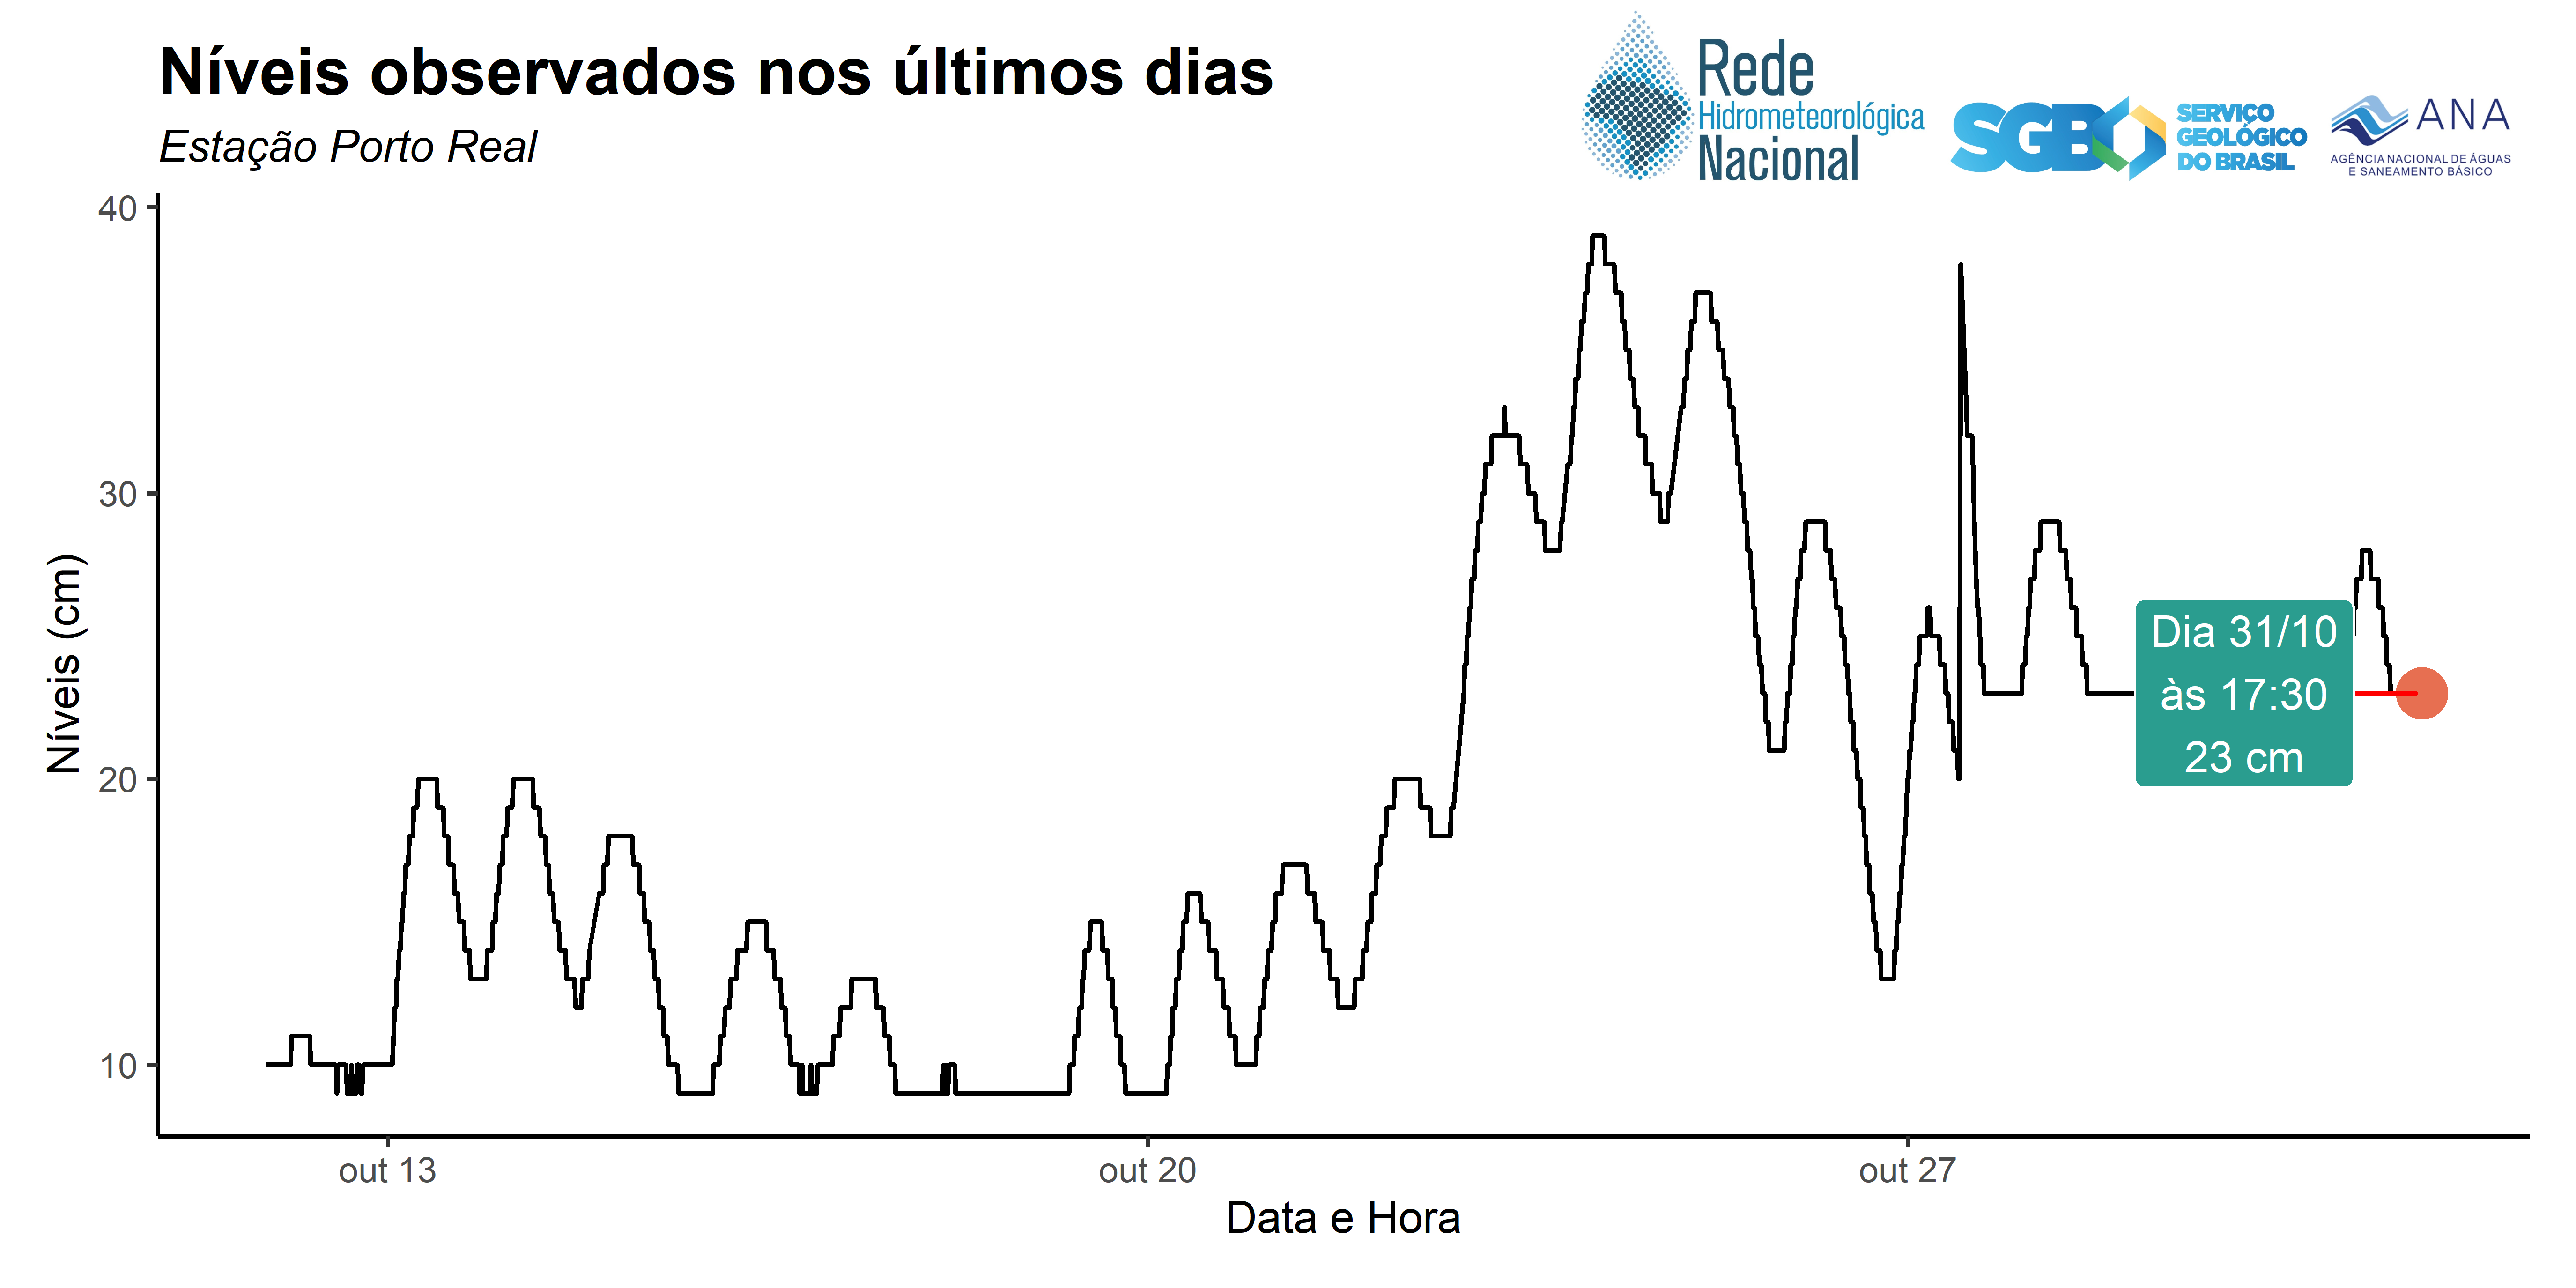 Níveis observados nos últimos dias
Estação Porto Real
Rede
Hidrometeorológica
Nacional
SGB
SERVIÇO
GEOLÓGICO
DO BRASIL
ANA
AGÊNCIA NACIONAL DE ÁGUAS
E SANEAMENTO BÁSICO
40
30
20
10
Níveis (cm)
Dia 31/10
às 17:30
23 cm
out 13
out 20
out 27
Data e Hora